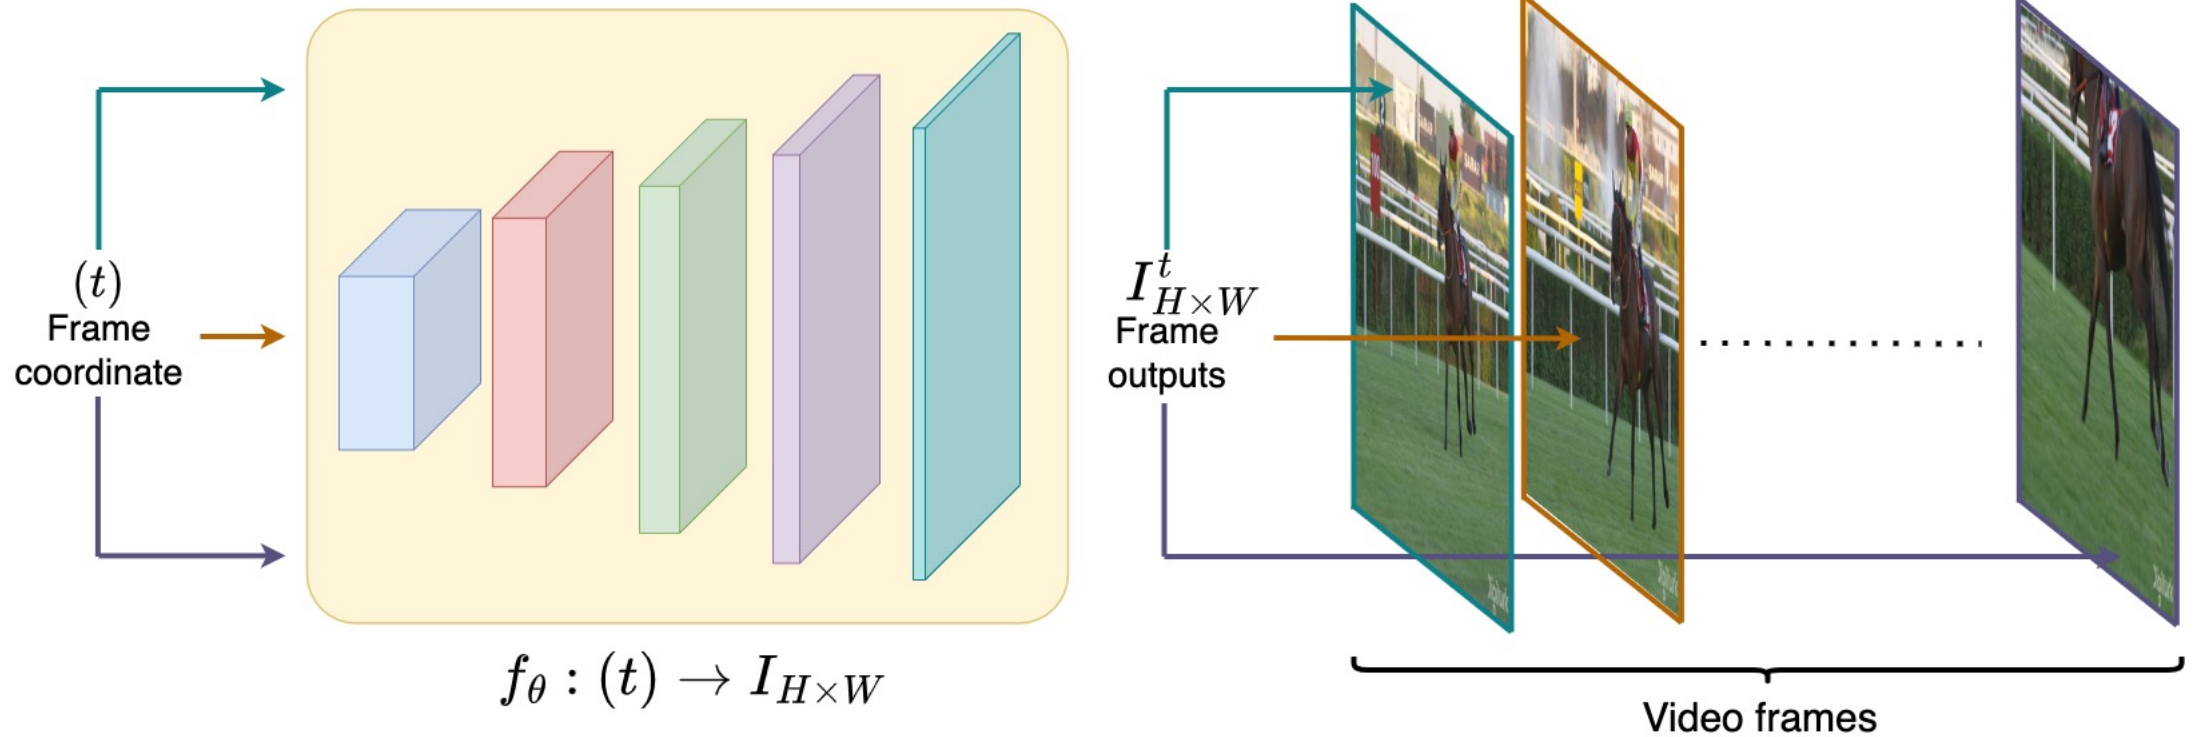 (t)
Frame
coordinate
f_θ : (t) → I_{H×W}
I^t_{H×W}
Frame
outputs
Video frames